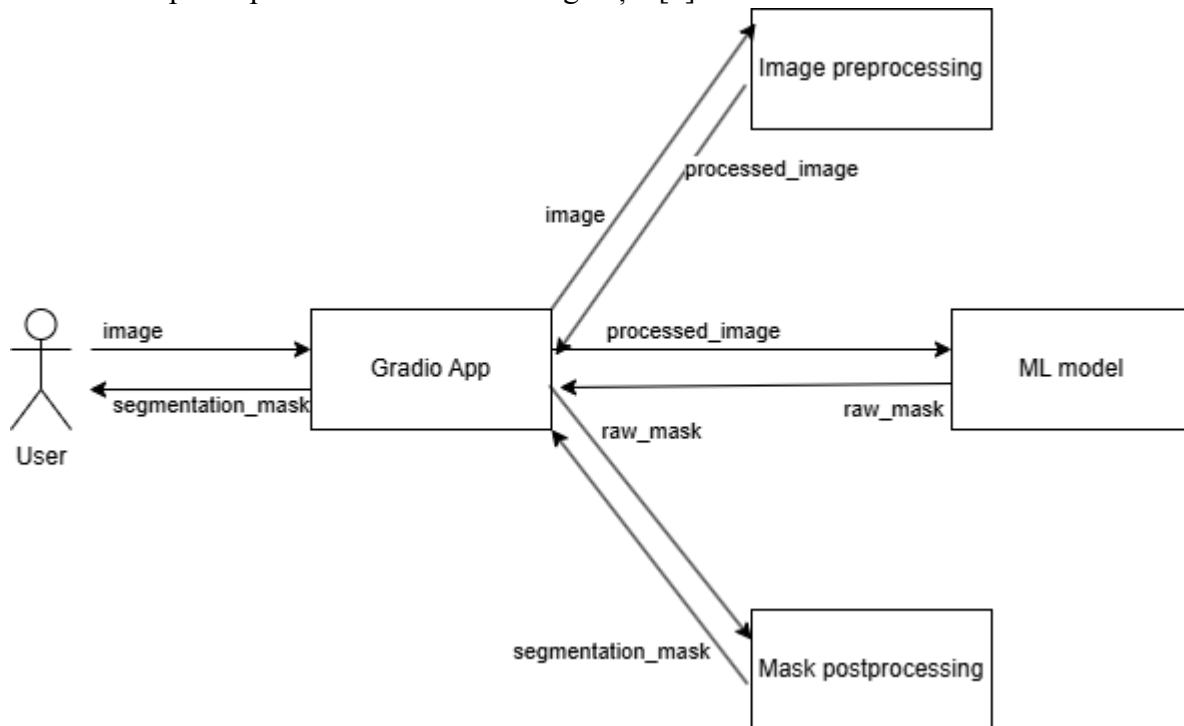 Image preprocessing
processed_image
image
image
processed_image
Gradio App
ML model
segmentation_mask
raw_mask
raw_mask
User
segmentation_mask
Mask postprocessing